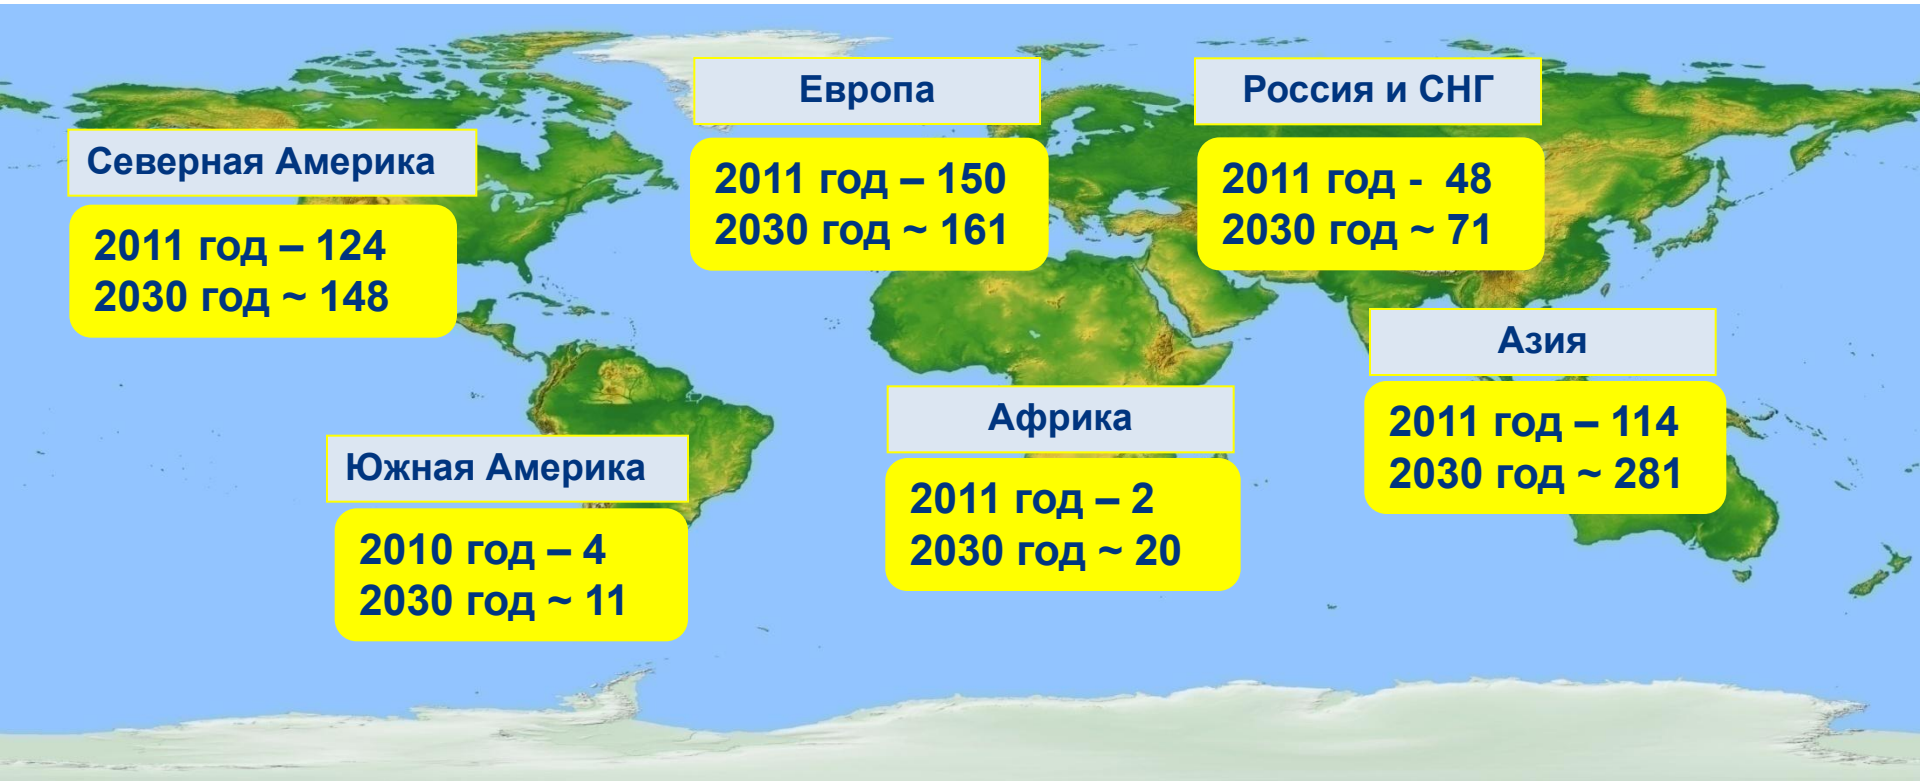 Северная Америка
2011 год – 124
2030 год ~ 148
Европа
2011 год – 150
2030 год ~ 161
Россия и СНГ
2011 год - 48
2030 год ~ 71
Азия
2011 год – 114
2030 год ~ 281
Африка
2011 год – 2
2030 год ~ 20
Южная Америка
2010 год – 4
2030 год ~ 11